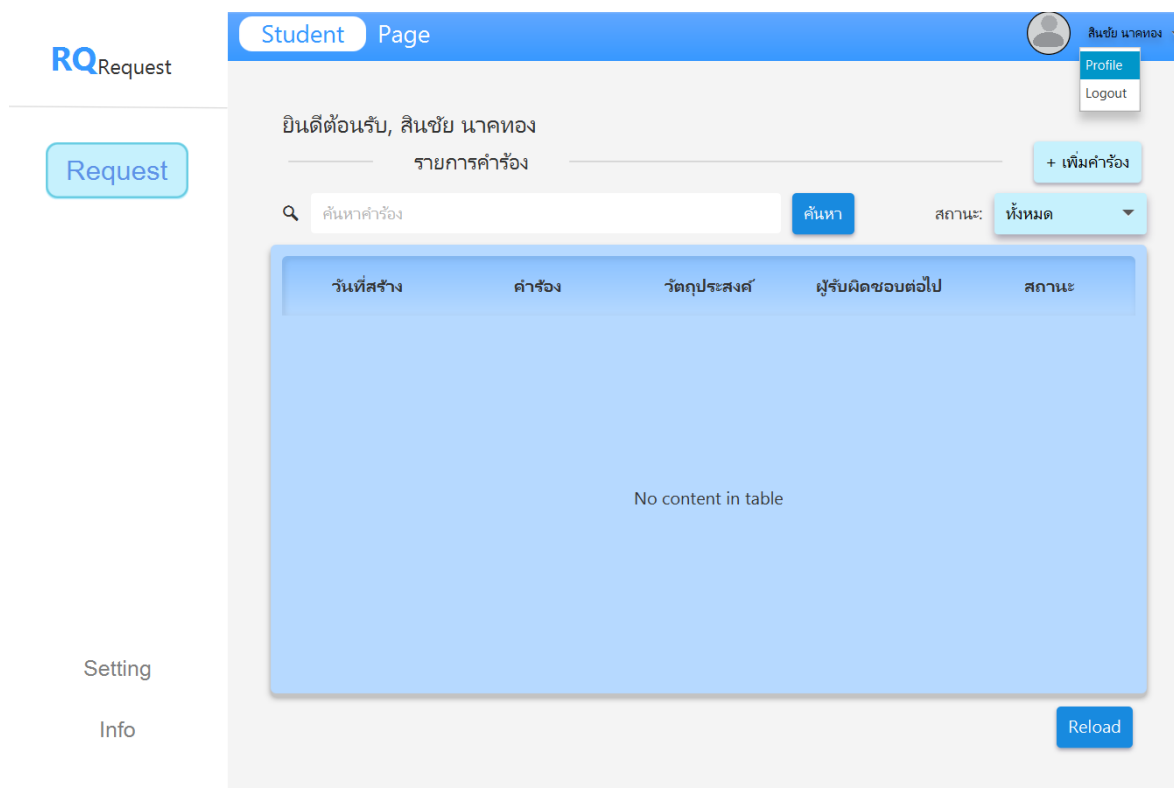 RQRequest
Request
Setting
Info
Student Page
สินชัย นาคทอง
Profile
Logout
ยินดีต้อนรับ, สินชัย นาคทอง
รายการคำร้อง
+ เพิ่มคำร้อง
ค้นหาคำร้อง
ค้นหา
สถานะ:
ทั้งหมด
วันที่สร้าง คำร้อง วัตถุประสงค์ ผู้รับผิดชอบต่อไป สถานะ
No content in table
Reload